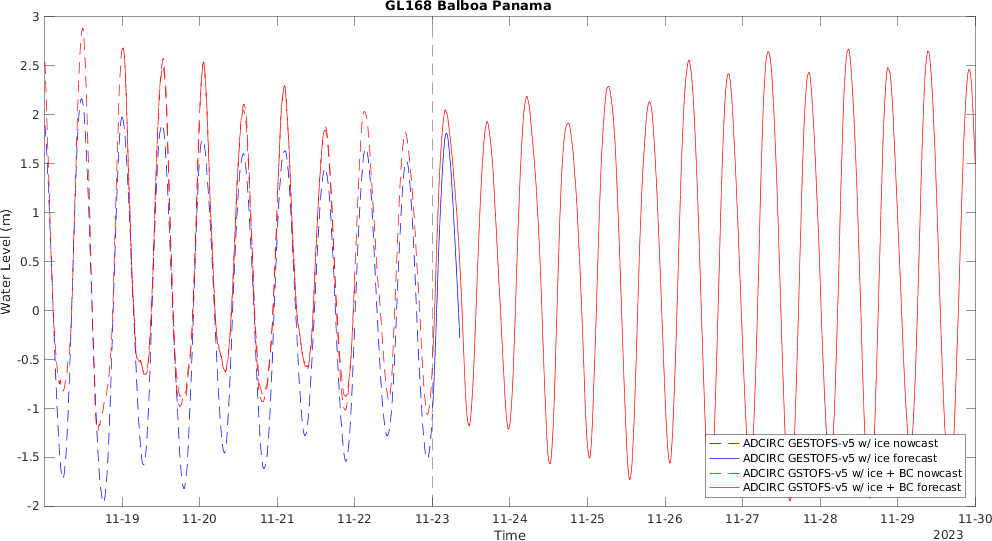 GL168 Balboa Panama
3
2.5
2
1.5
1
0.5
0
-0.5
-1
-1.5
-2
Water Level (m)
ADCIRC GESTOFS-v5 w/ ice nowcast
ADCIRC GESTOFS-v5 w/ ice forecast
ADCIRC GSTOFS-v5 w/ ice + BC nowcast
ADCIRC GSTOFS-v5 w/ ice + BC forecast
11-19 11-20 11-21 11-22 11-23 11-24 11-25 11-26 11-27 11-28 11-29 11-30
Time
2023